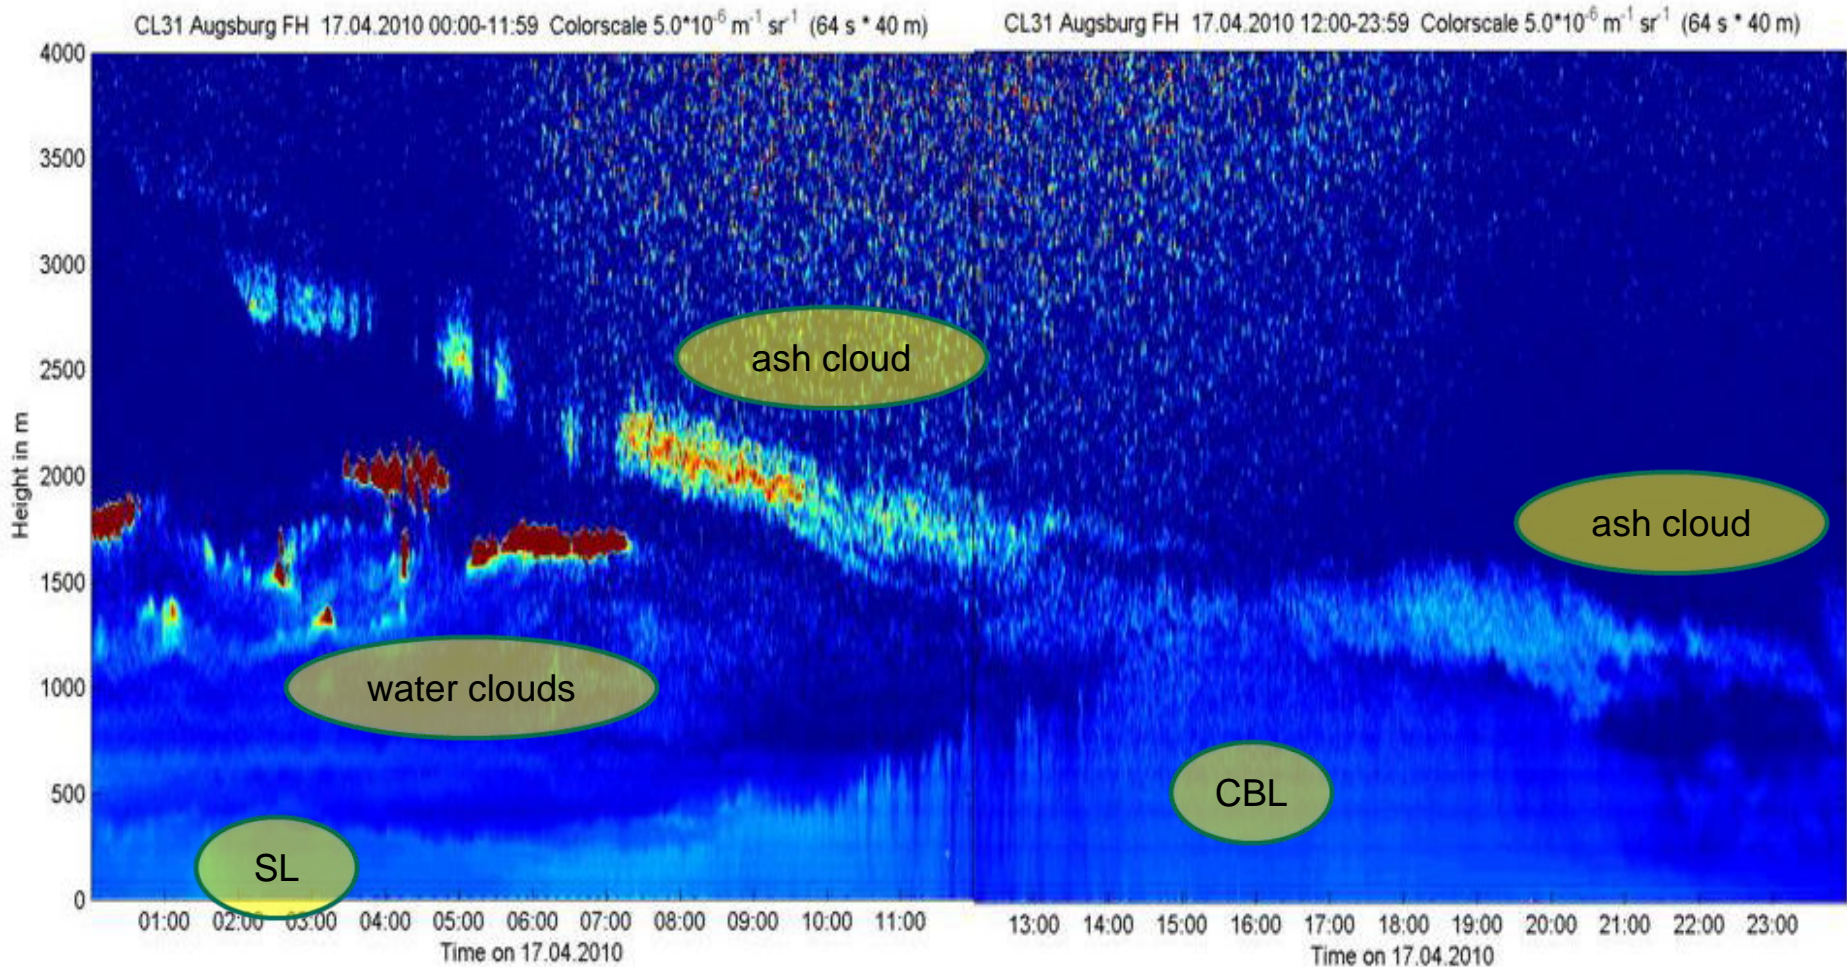 CL31 Augsburg FH 17.04.2010 00:00-11:59 Colorscale 5.0*10⁻⁶ m⁻¹ sr⁻¹ (64 s * 40 m)
CL31 Augsburg FH 17.04.2010 12:00-23:59 Colorscale 5.0*10⁻⁶ m⁻¹ sr⁻¹ (64 s * 40 m)
4000
3500
3000
2500
2000
1500
1000
500
0
Height in m
ash cloud
ash cloud
water clouds
CBL
SL
01:00 02:00 03:00 04:00 05:00 06:00 07:00 08:00 09:00 10:00 11:00
Time on 17.04.2010
13:00 14:00 15:00 16:00 17:00 18:00 19:00 20:00 21:00 22:00 23:00
Time on 17.04.2010